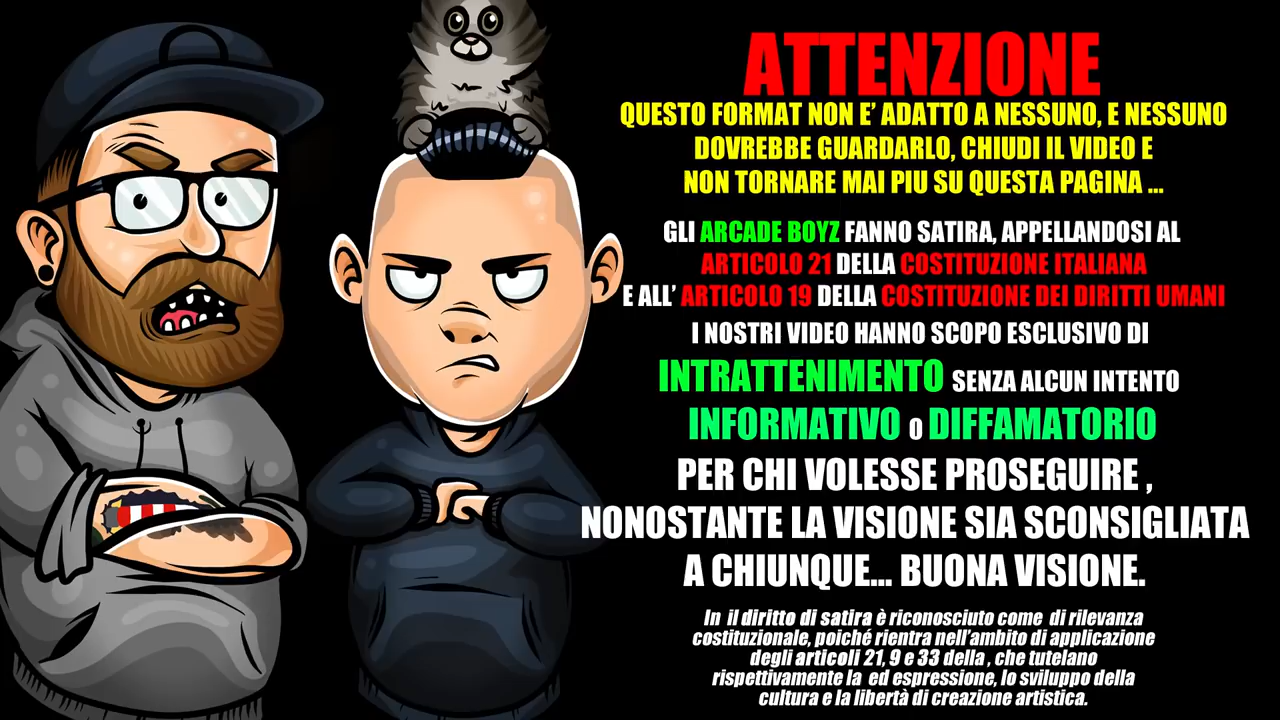 ATTENZIONE
QUESTO FORMAT NON E' ADATTO A NESSUNO, E NESSUNO
DOVREBBE GUARDARLO, CHIUDI IL VIDEO E
NON TORNARE MAI PIU SU QUESTA PAGINA ...
GLI ARCADE BOYZ FANNO SATIRA, APPELLANDOSI AL
ARTICOLO 21 DELLA COSTITUZIONE ITALIANA
E ALL' ARTICOLO 19 DELLA COSTITUZIONE DEI DIRITTI UMANI
I NOSTRI VIDEO HANNO SCOPO ESCLUSIVO DI
INTRATTENIMENTO SENZA ALCUN INTENTO
INFORMATIVO O DIFFAMATORIO
PER CHI VOLESSE PROSEGUIRE ,
NONOSTANTE LA VISIONE SIA SCONSIGLIATA
A CHIUNQUE... BUONA VISIONE.
In il diritto di satira è riconosciuto come di rilevanza
costituzionale, poiché rientra nell'ambito di applicazione
degli articoli 21, 9 e 33 della , che tutelano
rispettivamente la ed espressione, lo sviluppo della
cultura e la libertà di creazione artistica.